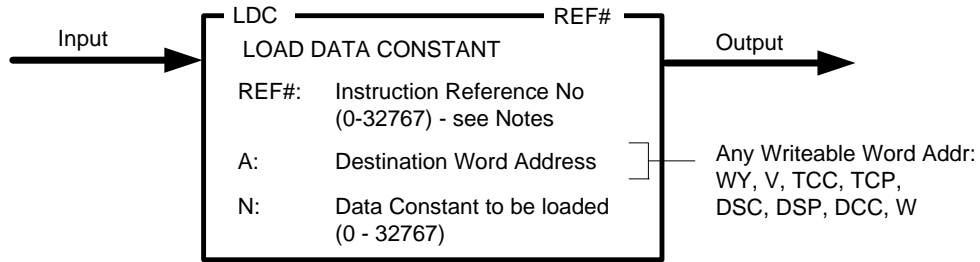 LDC REF#
Input
LOAD DATA CONSTANT
Output
REF#: Instruction Reference No
(0-32767) - see Notes
A: Destination Word Address
Any Writeable Word Addr:
WY, V, TCC, TCP,
DSC, DSP, DCC, W
N: Data Constant to be loaded
(0 - 32767)